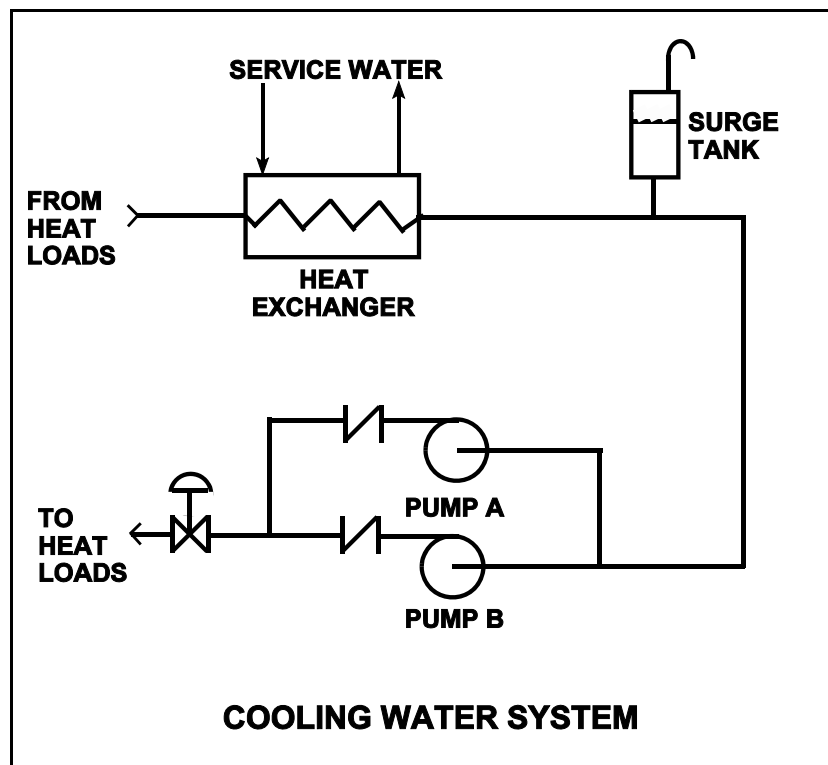 SERVICE WATER
SURGE
TANK
FROM
HEAT
LOADS
HEAT
EXCHANGER
PUMP A
TO
HEAT
LOADS
PUMP B
COOLING WATER SYSTEM